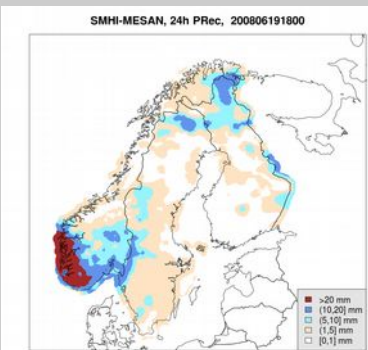 SMHI-MESAN, 24h PRec, 200806191800
>20 mm
(10,20] mm
(5,10] mm
(1,5] mm
[0,1] mm